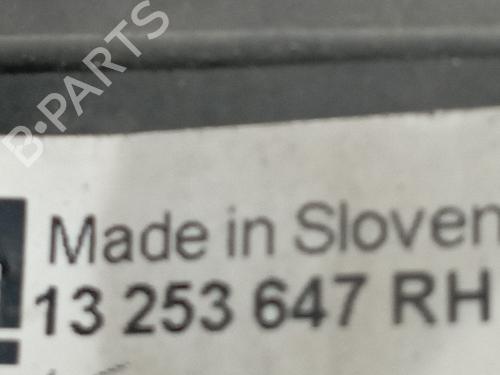 B-PARTS
Made in Sloven
13 253 647 RH